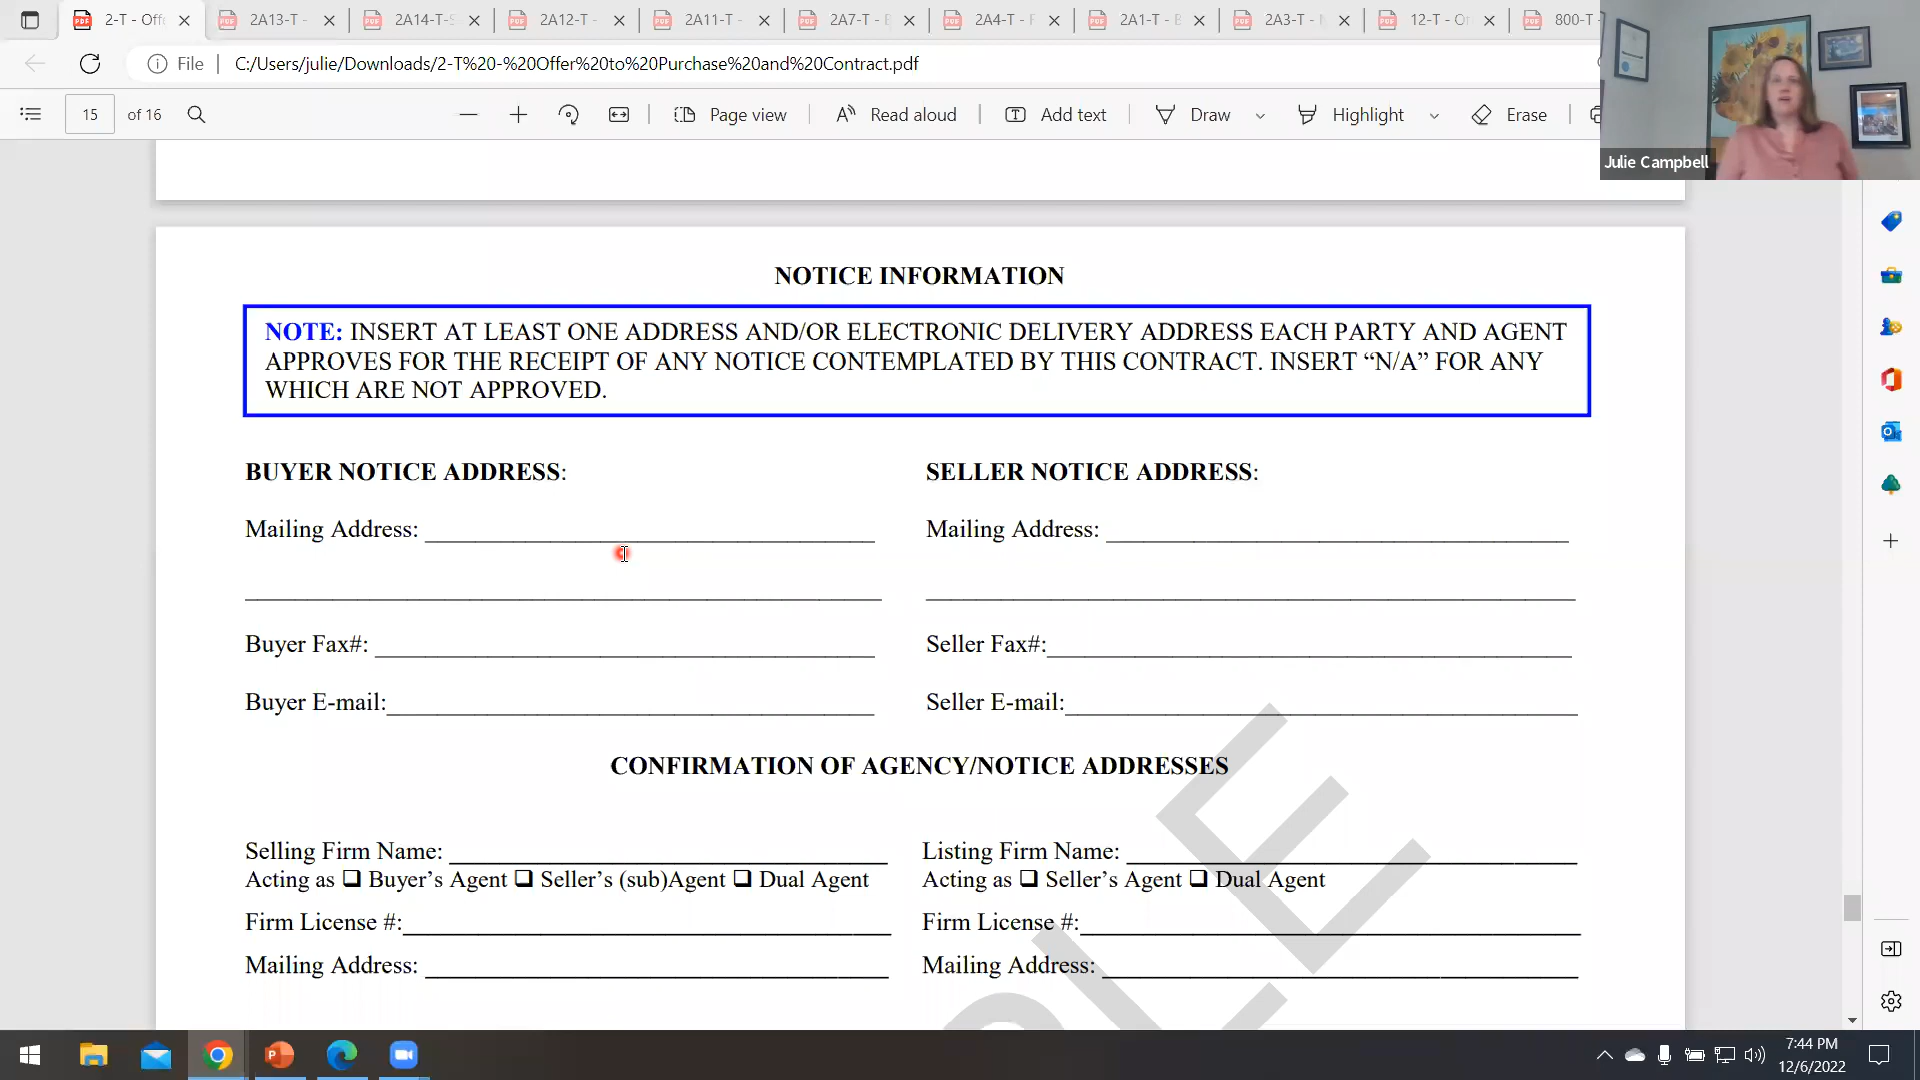 2-T - Off
2A13-T -
2A14-T-S
2A12-T -
2A11-T -
2A7-T - B
2A4-T - F
2A1-T - B
2A3-T -
12-T - Or
800-T -
File
C:/Users/julie/Downloads/2-T%20-%20Offer%20to%20Purchase%20and%20Contract.pdf
15 of 16
Page view
Read aloud
Add text
Draw
Highlight
Erase
Julie Campbell
NOTICE INFORMATION
NOTE: INSERT AT LEAST ONE ADDRESS AND/OR ELECTRONIC DELIVERY ADDRESS EACH PARTY AND AGENT
APPROVES FOR THE RECEIPT OF ANY NOTICE CONTEMPLATED BY THIS CONTRACT. INSERT “N/A” FOR ANY
WHICH ARE NOT APPROVED.
BUYER NOTICE ADDRESS:
SELLER NOTICE ADDRESS:
Mailing Address:
Mailing Address:
Buyer Fax#:
Seller Fax#:
Buyer E-mail:
Seller E-mail:
CONFIRMATION OF AGENCY/NOTICE ADDRESSES
Selling Firm Name:
Listing Firm Name:
Acting as ❑ Buyer’s Agent ❑ Seller’s (sub)Agent ❑ Dual Agent
Acting as ❑ Seller’s Agent ❑ Dual Agent
Firm License #:
Firm License #:
Mailing Address:
Mailing Address:
7:44 PM
12/6/2022